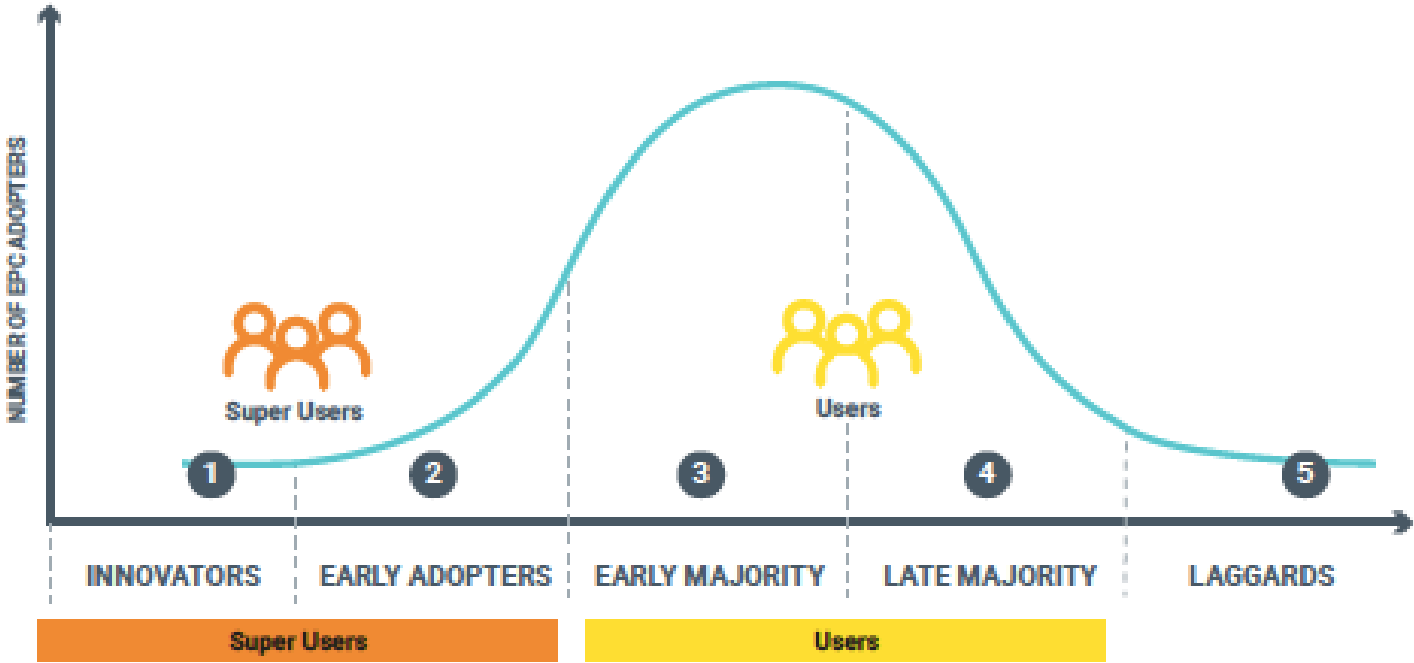 NUMBER OF EPC ADOPTERS
Super Users
Users
1
2
3
4
5
INNOVATORS
EARLY ADOPTERS
EARLY MAJORITY
LATE MAJORITY
LAGGARDS
Super Users
Users